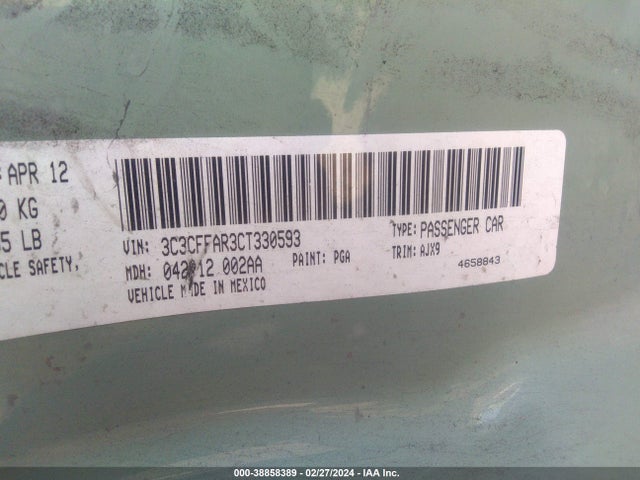 APR 12
KG
5 LB
CLE SAFETY,
VIN: 3C3CFFAR3CT330593
TYPE: PASSENGER CAR
MDH: 002AA
PAINT: PGA
TRIM: AJX9
VEHICLE MADE IN MEXICO
4658843
000-38858389 - 02/27/2024 - IAA Inc.